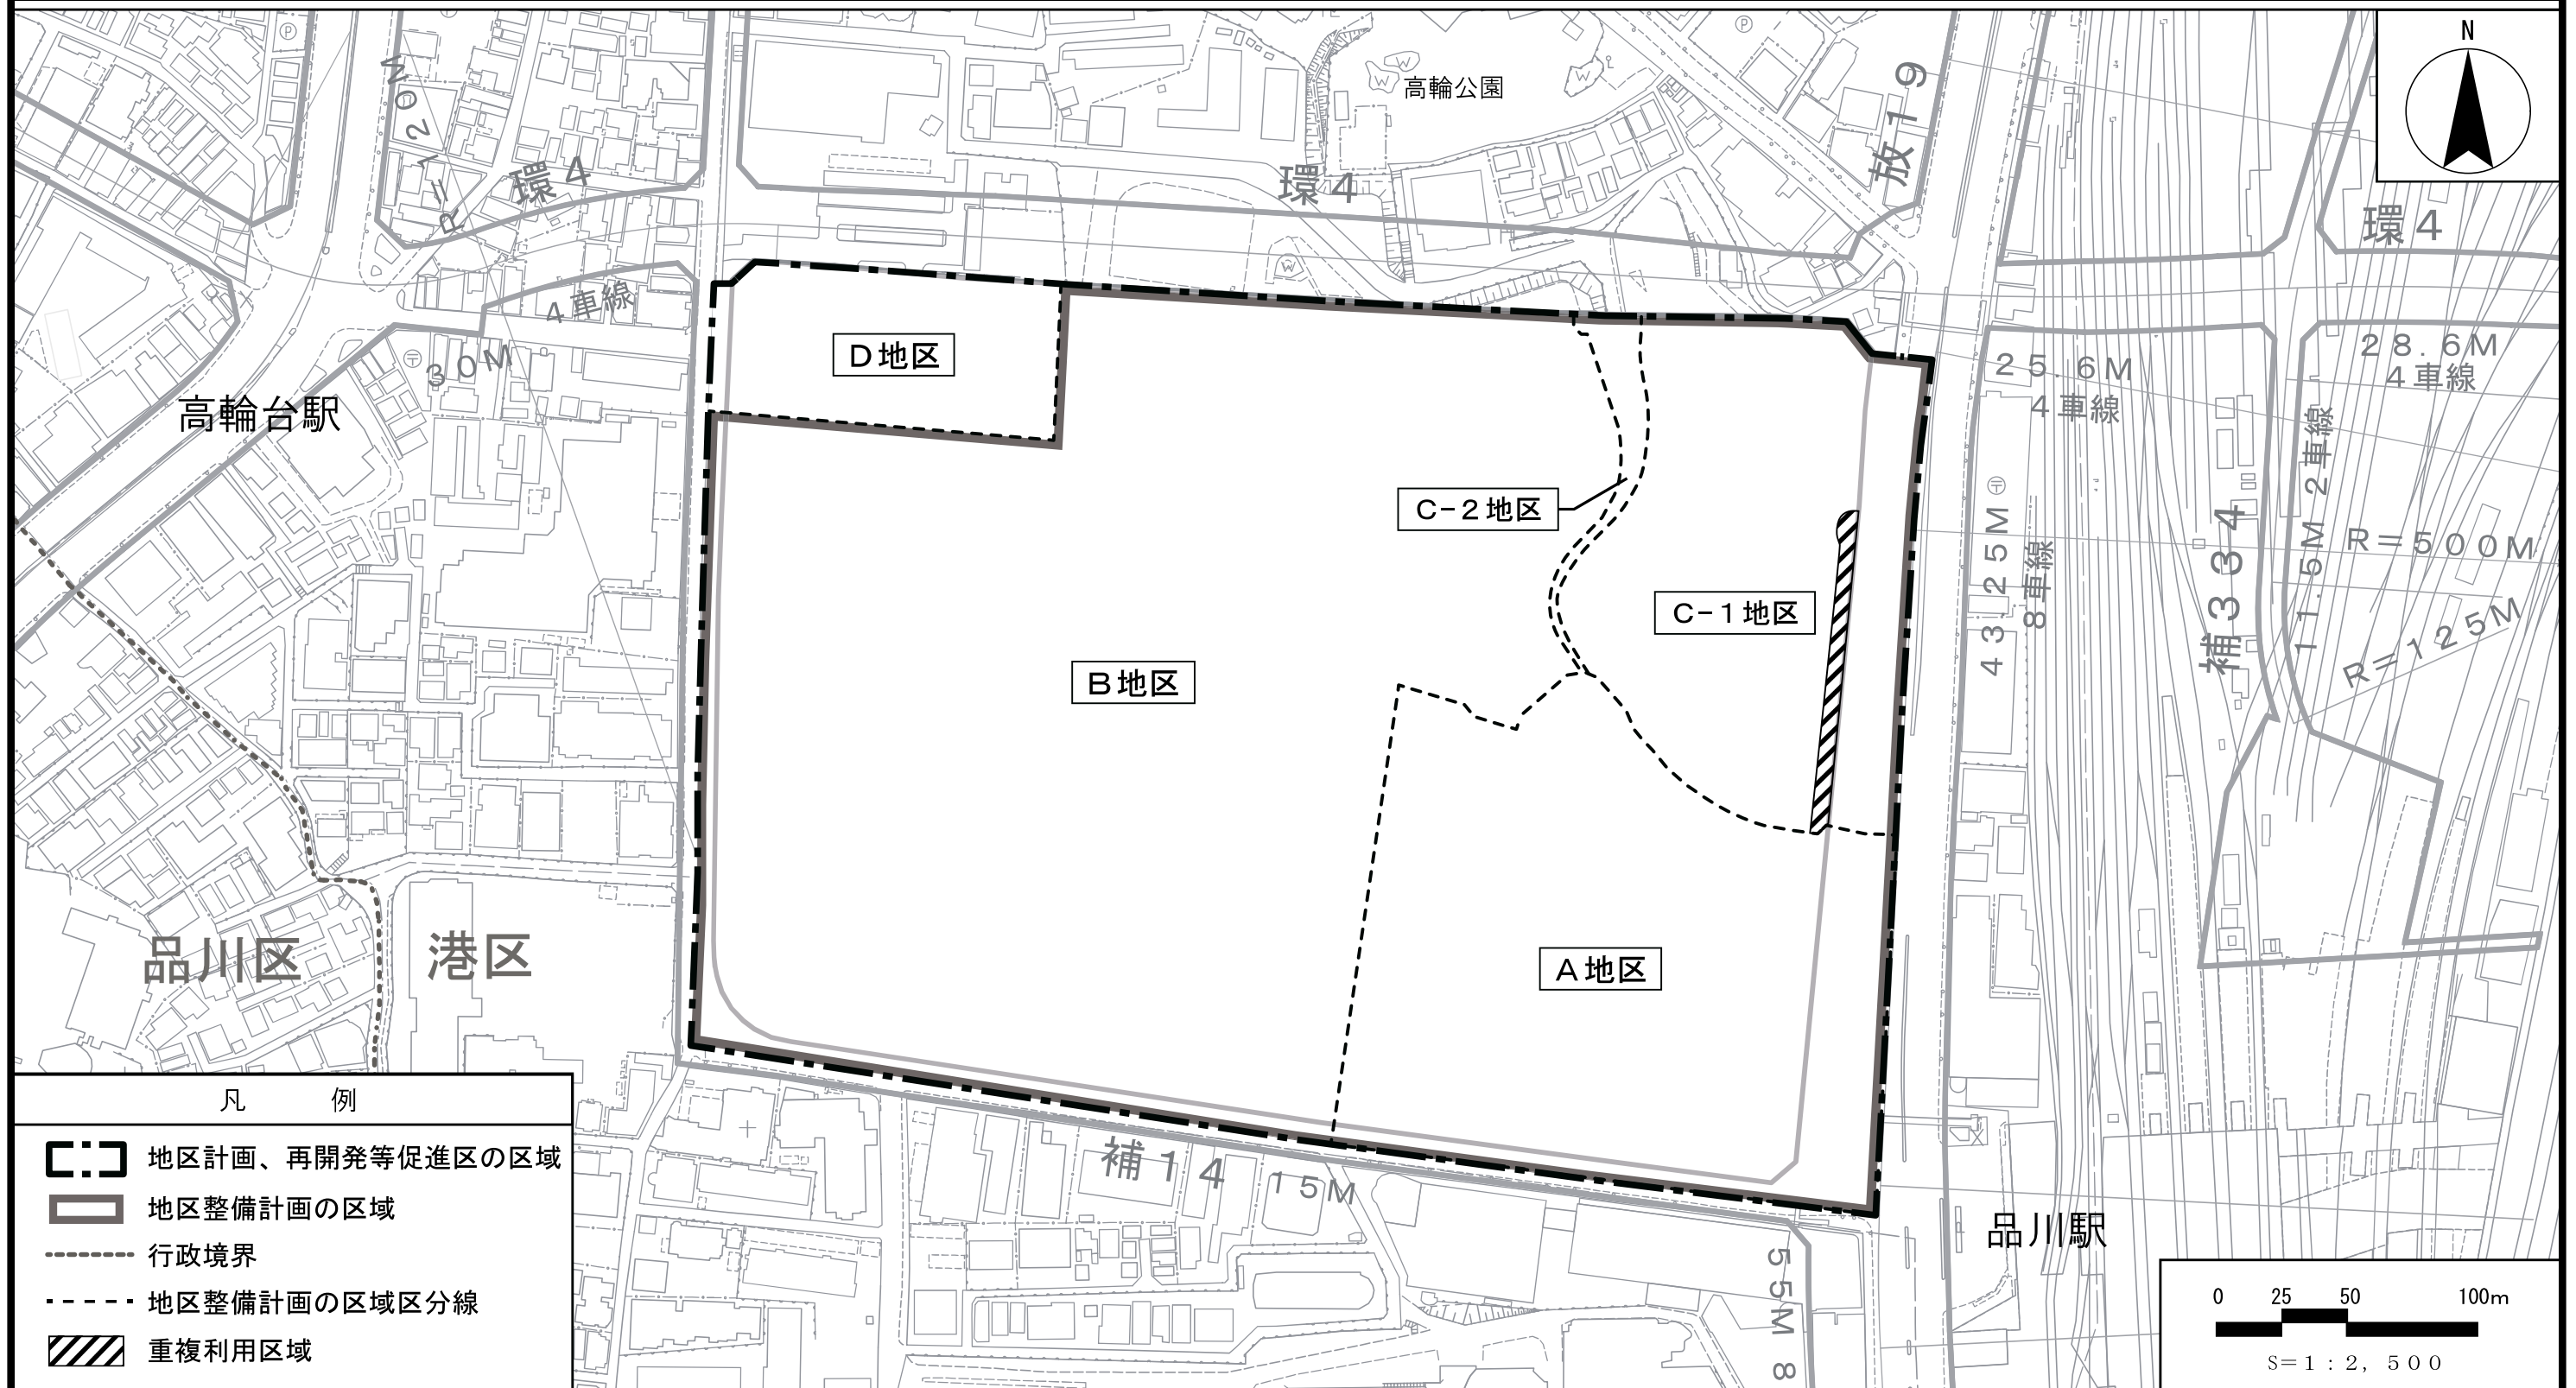 N
高輪公園
放19
R=120M
環4
環4
環4
4車線
30M
D地区
25.6M
4車線
28.6M
4車線
高輪台駅
11.5M 2車線
C-2地区
43.25M
8車線
補334
R=500M
C-1地区
R=125M
B地区
品川区
港区
A地区
補14 15M
55M 8
品川駅
凡 例
地区計画、再開発等促進区の区域
地区整備計画の区域
行政境界
地区整備計画の区域区分線
重複利用区域
0 25 50 100m
S=1:2,500